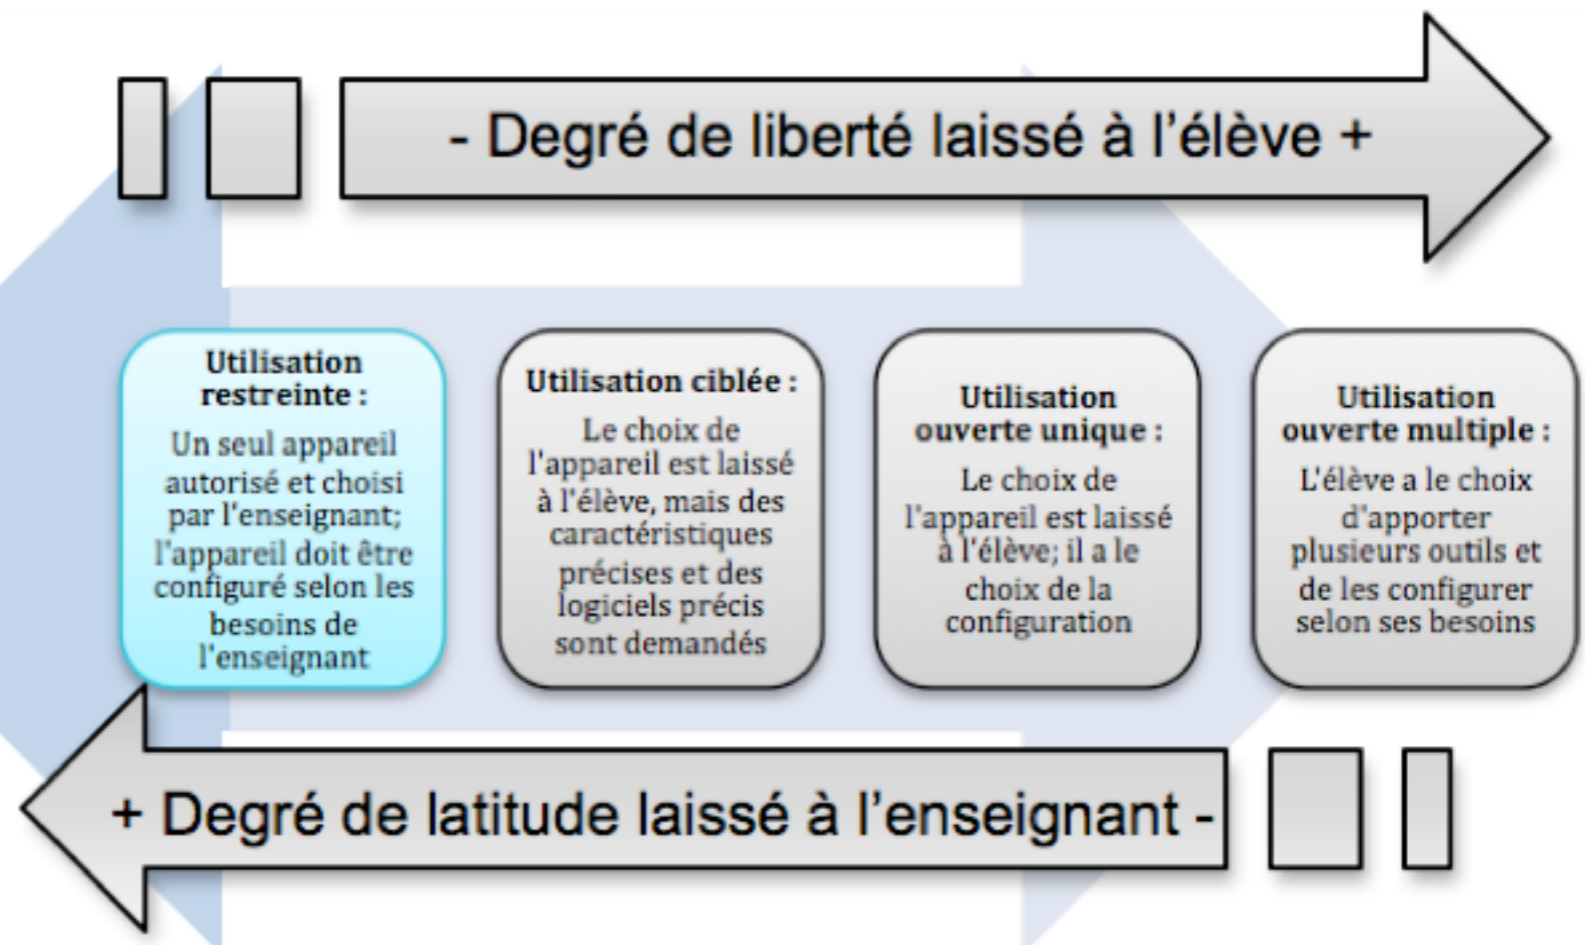 - Degré de liberté laissé à l'élève +
Utilisation
restreinte :
Un seul appareil
autorisé et choisi
par l'enseignant;
l'appareil doit être
configuré selon les
besoins de
l'enseignant
Utilisation ciblée :
Le choix de
l'appareil est laissé
à l'élève, mais des
caractéristiques
précises et des
logiciels précis
sont demandés
Utilisation
ouverte unique :
Le choix de
l'appareil est laissé
à l'élève; il a le
choix de la
configuration
Utilisation
ouverte multiple :
L'élève a le choix
d'apporter
plusieurs outils et
de les configurer
selon ses besoins
+ Degré de latitude laissé à l'enseignant -